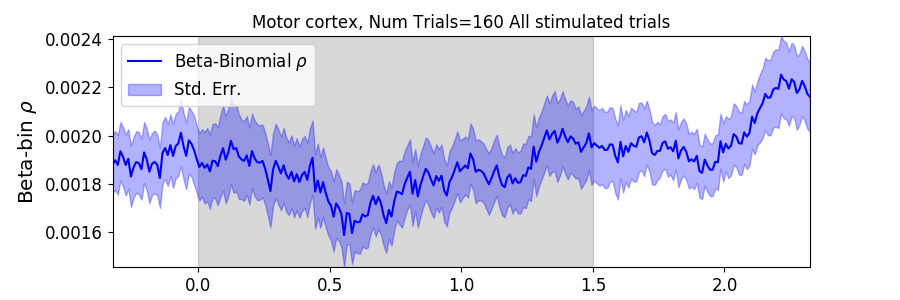 Motor cortex, Num Trials=160 All stimulated trials
Beta-bin ρ
0.0024
0.0022
0.0020
0.0018
0.0016
Beta-Binomial ρ
Std. Err.
0.0 0.5 1.0 1.5 2.0